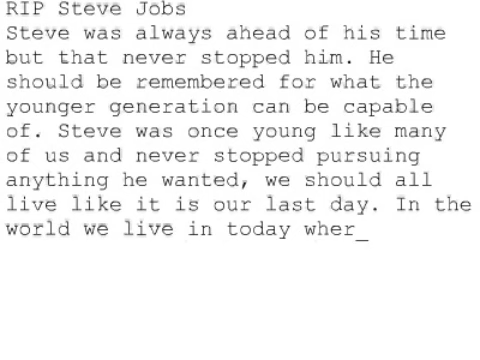 RIP Steve Jobs
Steve was always ahead of his time
but that never stopped him. He
should be remembered for what the
younger generation can be capable
of. Steve was once young like many
of us and never stopped pursuing
anything he wanted, we should all
live like it is our last day. In the
world we live in today wher_